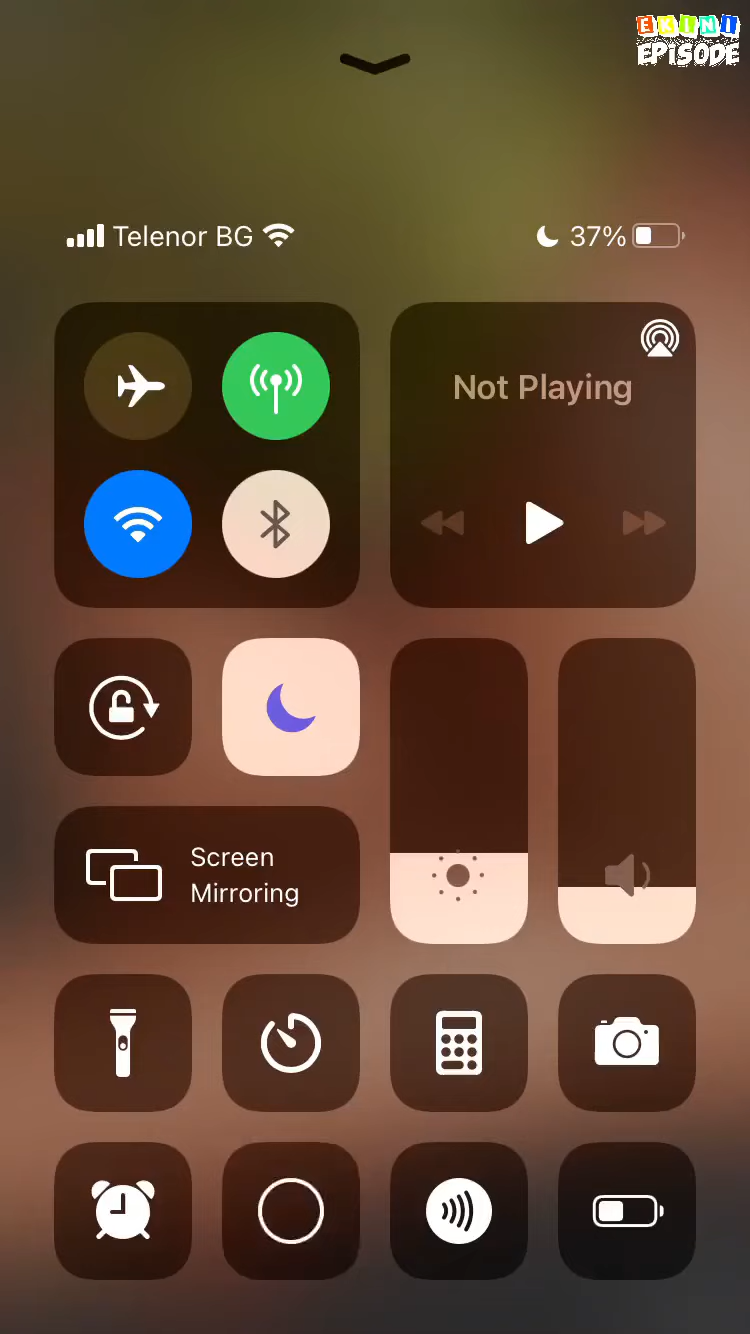 EKINI
EPISODE
Telenor BG
37%
Not Playing
Screen
Mirroring